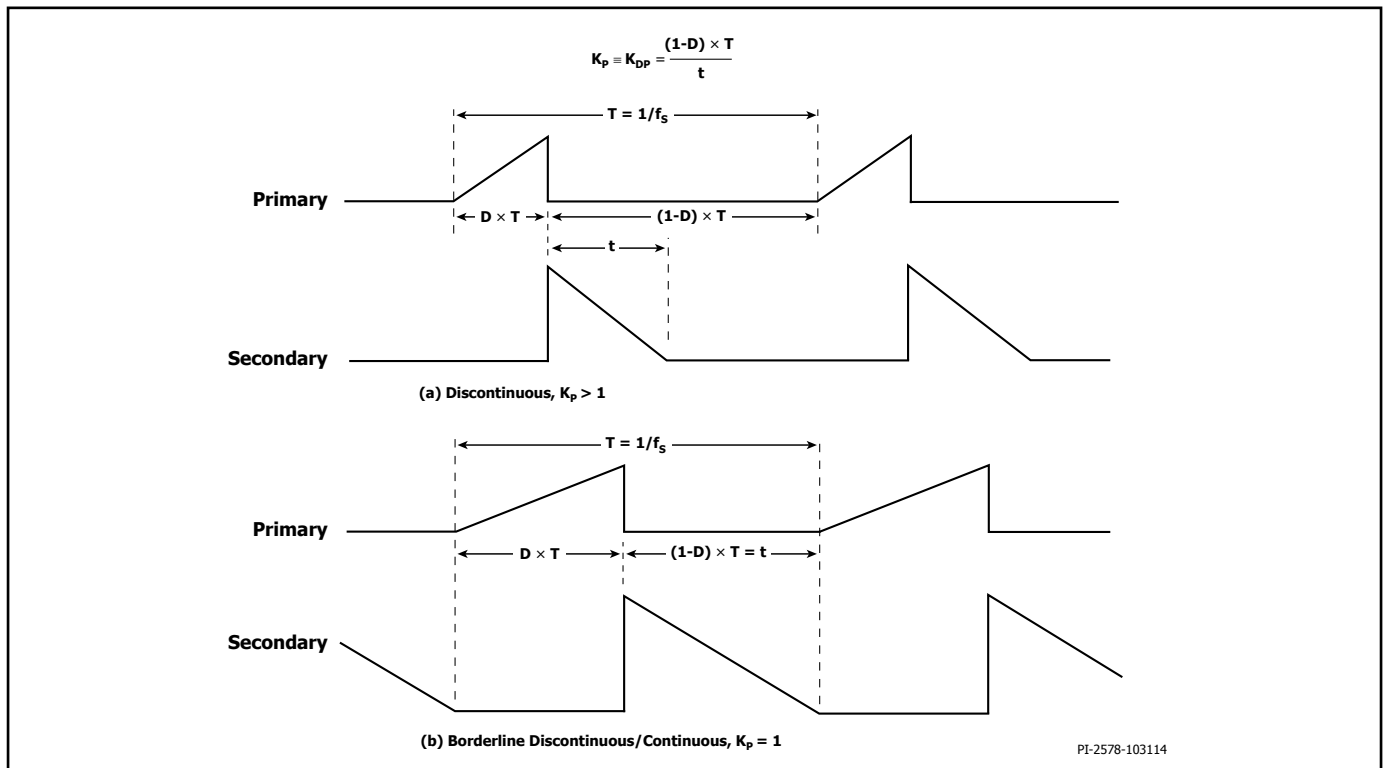 K_P ≡ K_DP = (1-D) × T / t
T = 1/f_S
Primary
D × T
(1-D) × T
t
Secondary
(a) Discontinuous, K_P > 1
T = 1/f_S
Primary
D × T
(1-D) × T = t
Secondary
(b) Borderline Discontinuous/Continuous, K_P = 1
PI-2578-103114